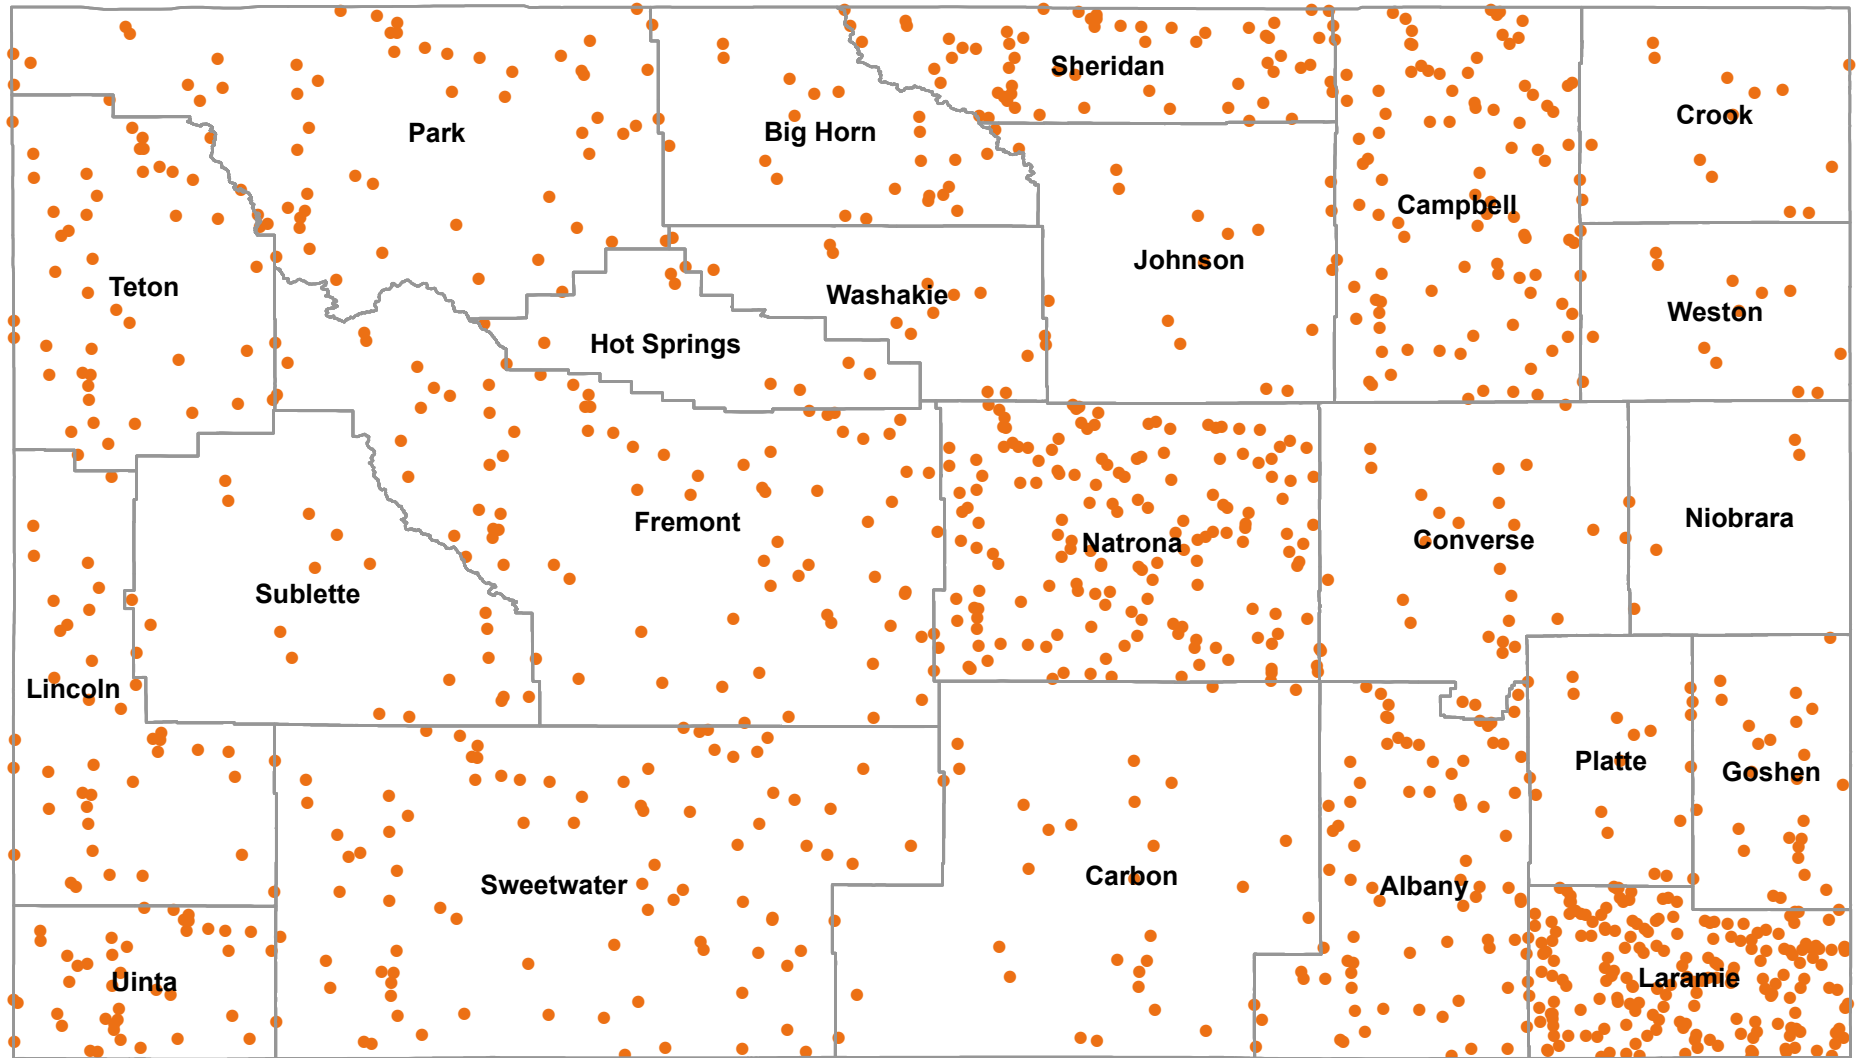 Sheridan
Crook
Park
Big Horn
Campbell
Johnson
Teton
Washakie
Weston
Hot Springs
Fremont
Natrona
Converse
Niobrara
Sublette
Lincoln
Platte
Goshen
Sweetwater
Carbon
Albany
Uinta
Laramie